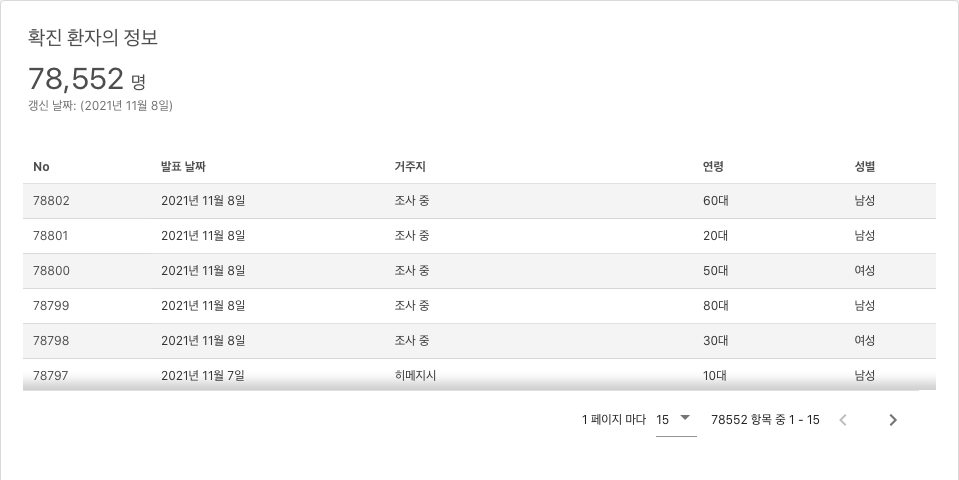 확진 환자의 정보
78,552 명
갱신 날짜: (2021년 11월 8일)
No 발표 날짜 거주지 연령 성별
78802 2021년 11월 8일 조사 중 60대 남성
78801 2021년 11월 8일 조사 중 20대 남성
78800 2021년 11월 8일 조사 중 50대 여성
78799 2021년 11월 8일 조사 중 80대 남성
78798 2021년 11월 8일 조사 중 30대 여성
78797 2021년 11월 7일 히메지시 10대 남성
1 페이지 마다 15 78552 항목 중 1 - 15